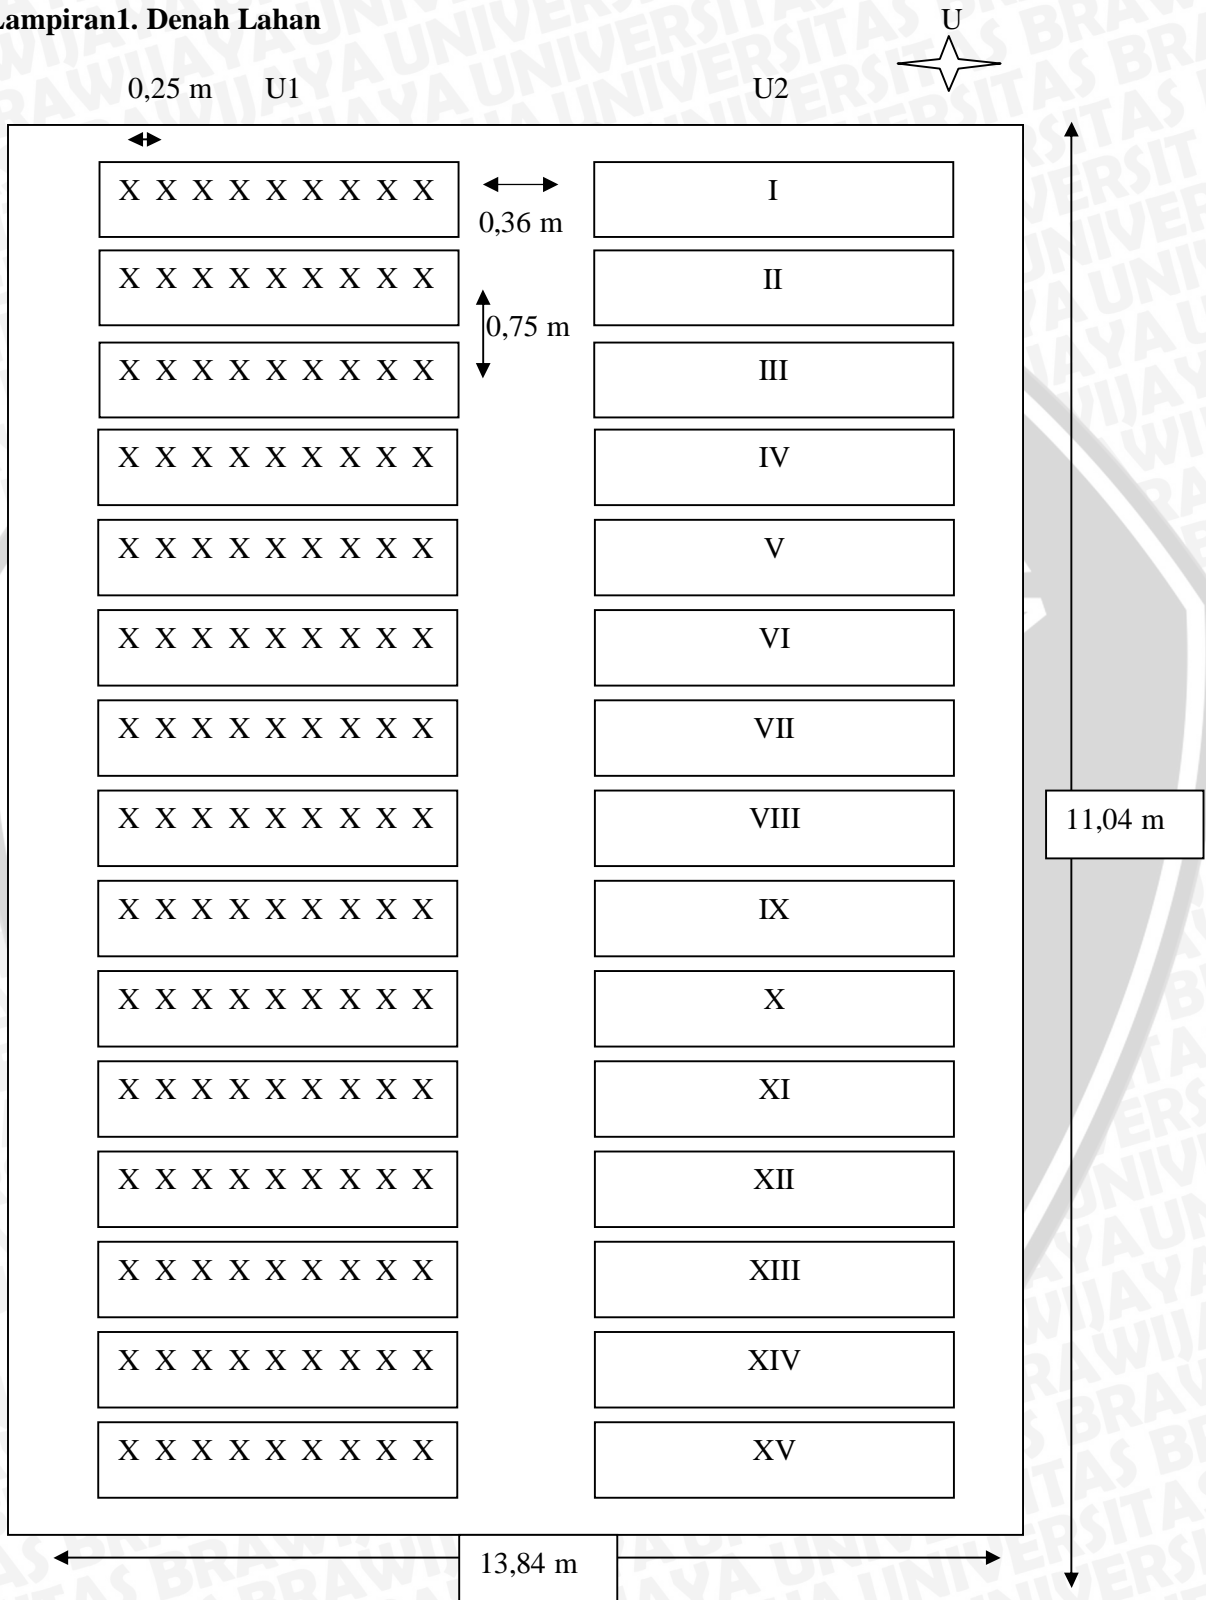 Lampiran1. Denah Lahan
U
0,25 m U1 U2
X X X X X X X X X I
0,36 m
X X X X X X X X X II
0,75 m
X X X X X X X X X III
X X X X X X X X X IV
X X X X X X X X X V
X X X X X X X X X VI
X X X X X X X X X VII
X X X X X X X X X VIII
11,04 m
X X X X X X X X X IX
X X X X X X X X X X
X X X X X X X X X XI
X X X X X X X X X XII
X X X X X X X X X XIII
X X X X X X X X X XIV
X X X X X X X X X XV
13,84 m